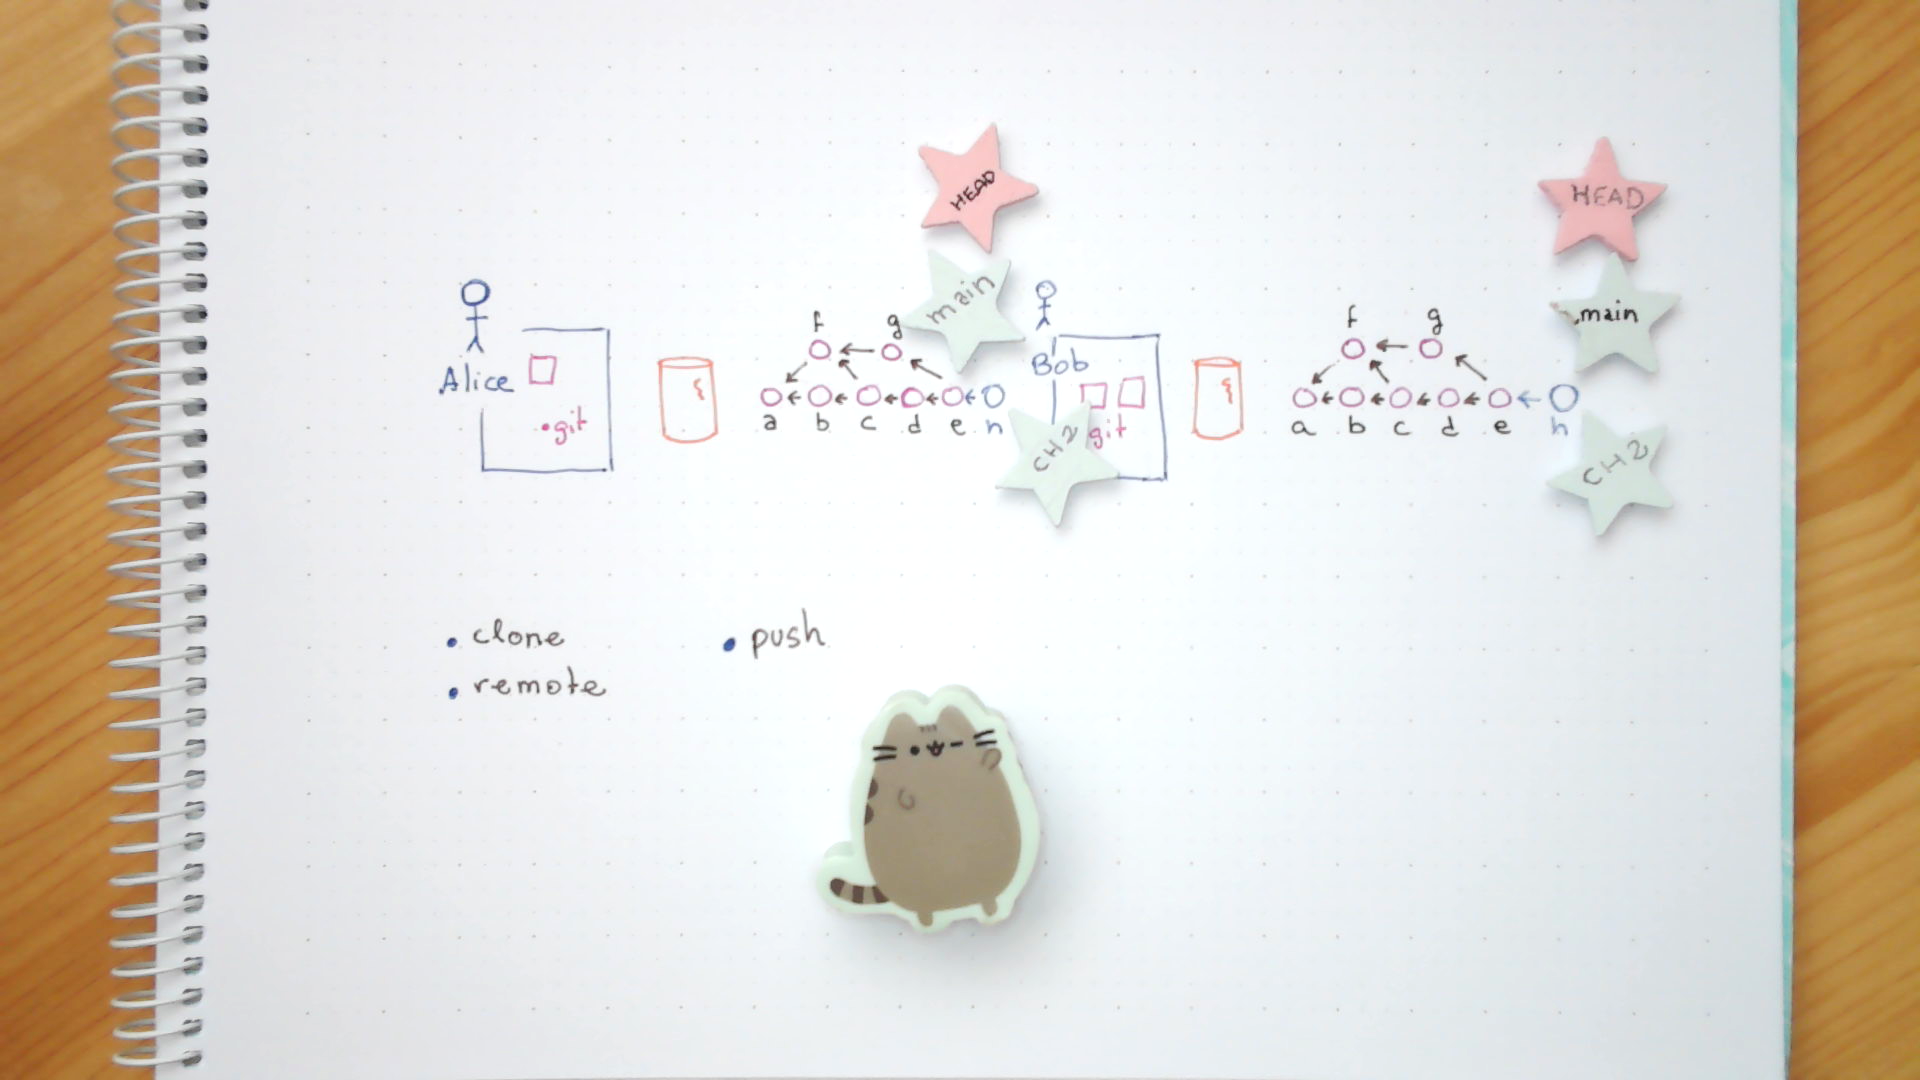 HEAD
main
f g
Alice
.git
{
a b c d e h
CH2
HEAD
main
f g
Bob
git
{
a b c d e h
CH2
• clone
• remote
• push